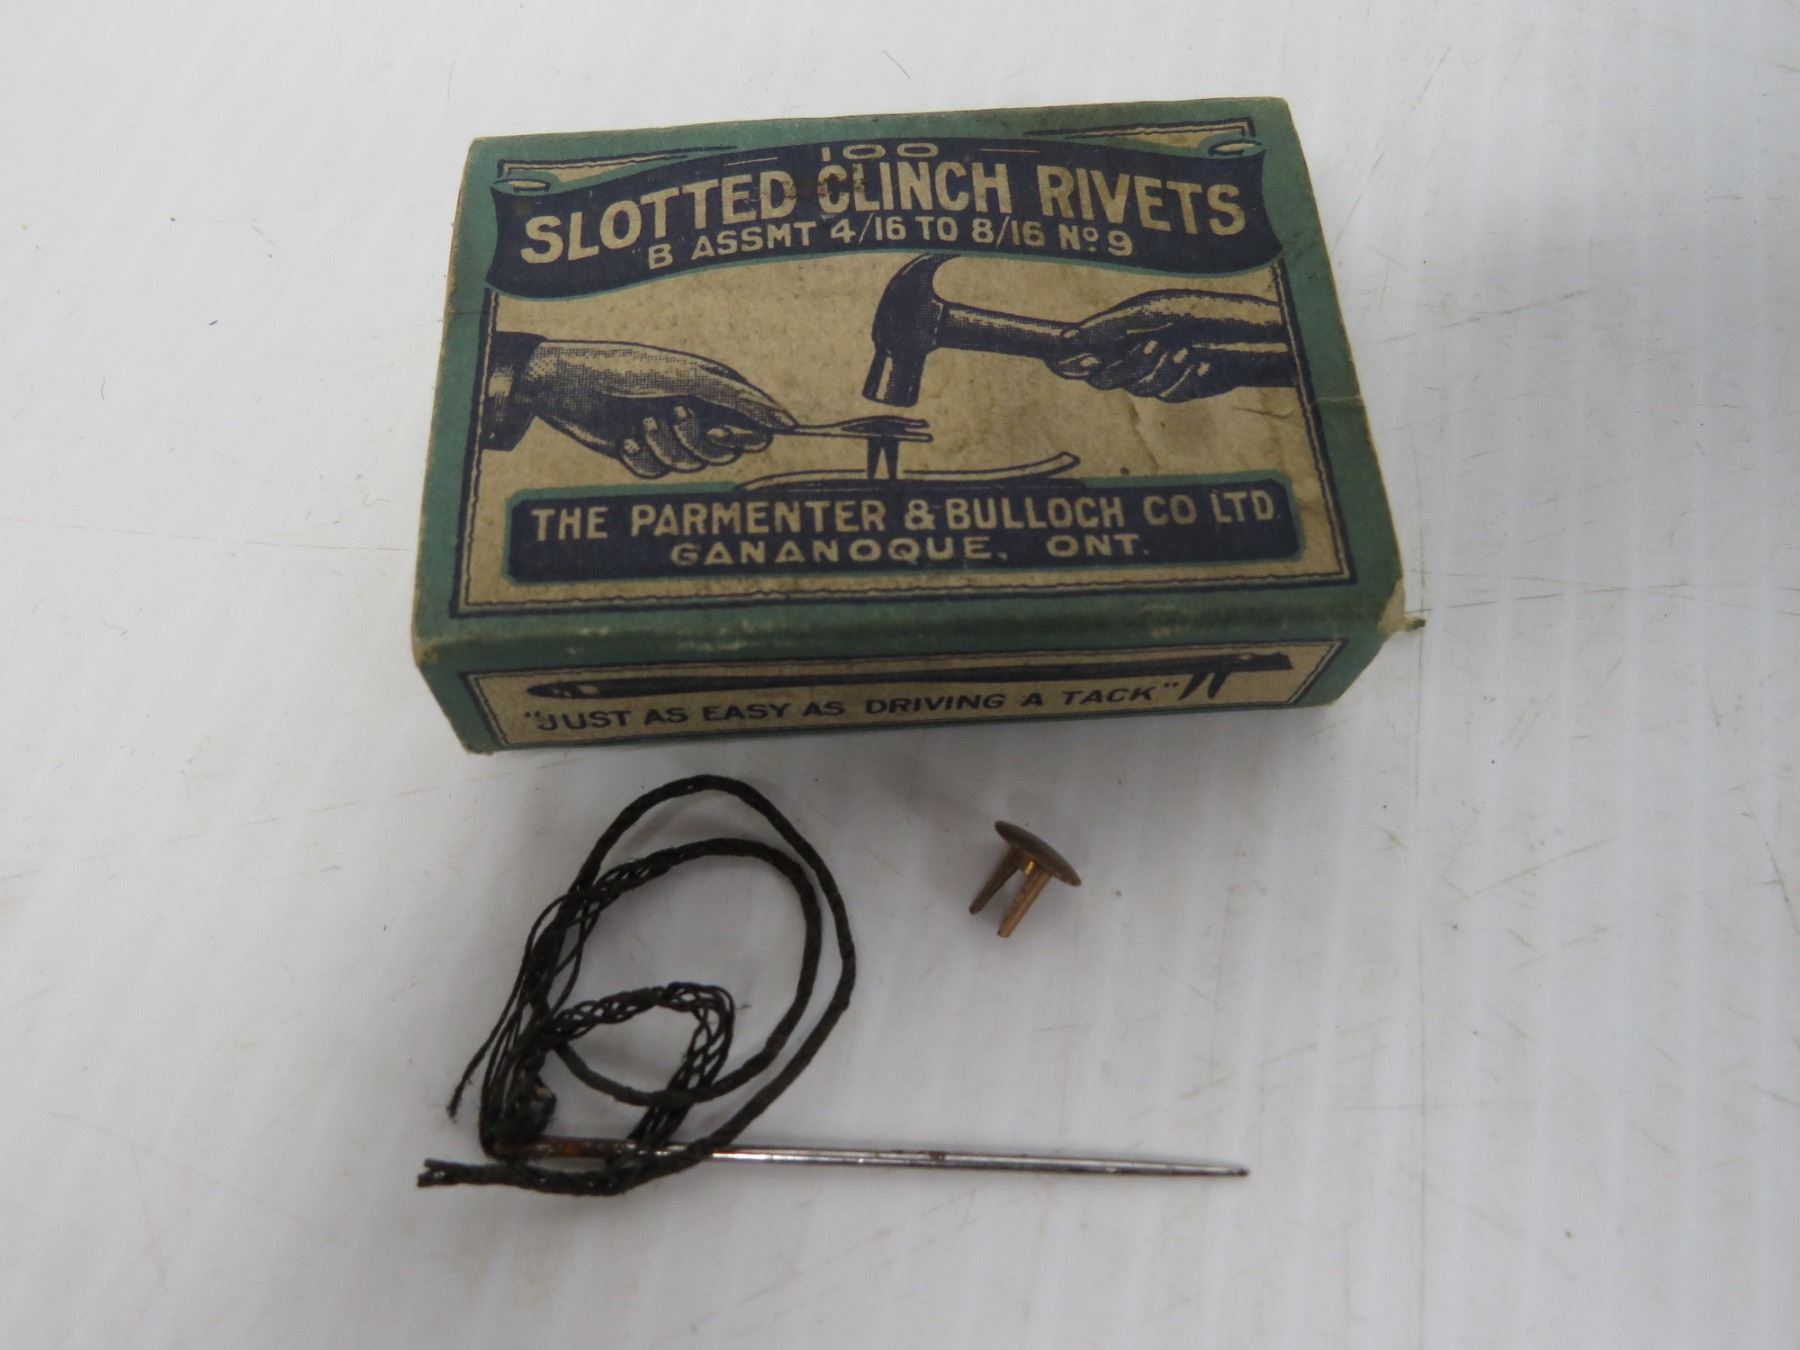 100
SLOTTED CLINCH RIVETS
B ASSMT 4/16 TO 8/16 Nº 9
THE PARMENTER & BULLOCH CO LTD
GANANOQUE, ONT.
"JUST AS EASY AS DRIVING A TACK"